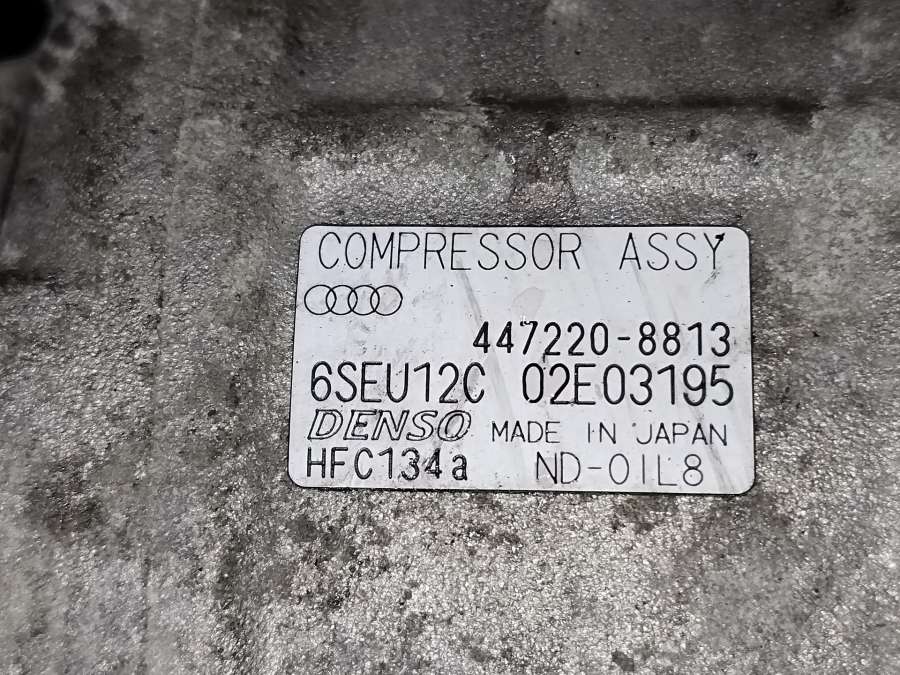 COMPRESSOR ASSY
447220-8813
6SEU12C 02E03195
DENSO MADE IN JAPAN
HFC134a ND-OIL8